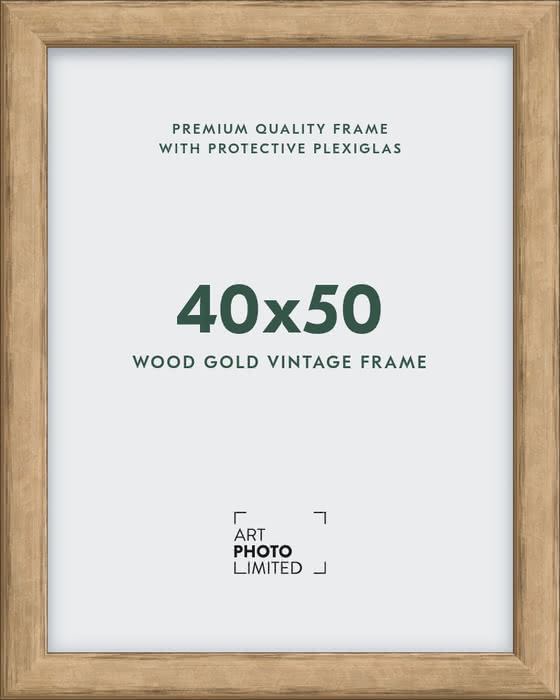 PREMIUM QUALITY FRAME
WITH PROTECTIVE PLEXIGLAS
40x50
WOOD GOLD VINTAGE FRAME
ART
PHOTO
LIMITED